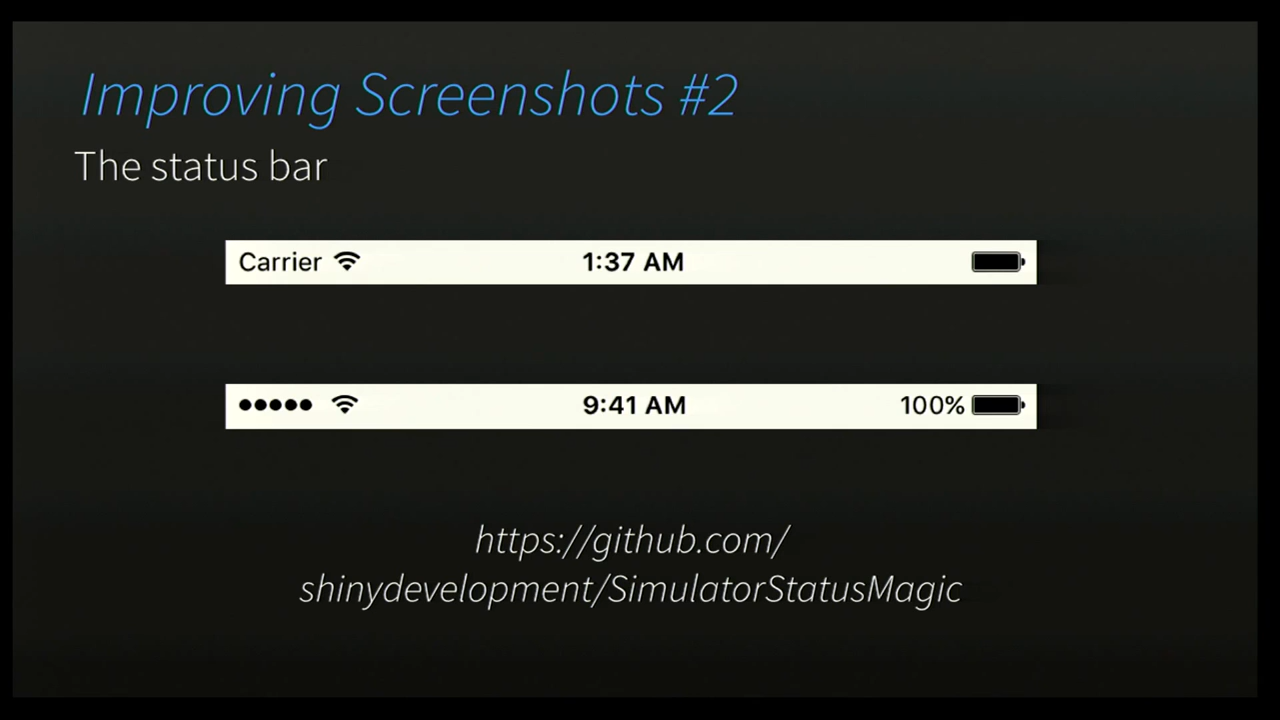 Improving Screenshots #2
The status bar
Carrier 1:37 AM
9:41 AM 100%
https://github.com/
shinydevelopment/SimulatorStatusMagic